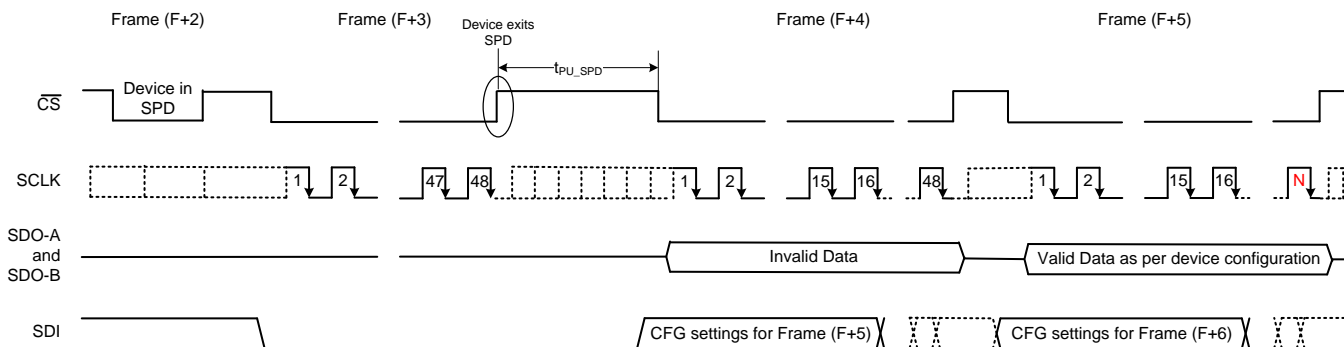 Frame (F+2)
Frame (F+3)
Device exits
SPD
Frame (F+4)
Frame (F+5)
tPU_SPD
CS
Device in
SPD
SCLK
1 2 47 48 1 2 15 16 48 1 2 15 16 N
SDO-A
and
SDO-B
Invalid Data
Valid Data as per device configuration
SDI
CFG settings for Frame (F+5)
CFG settings for Frame (F+6)